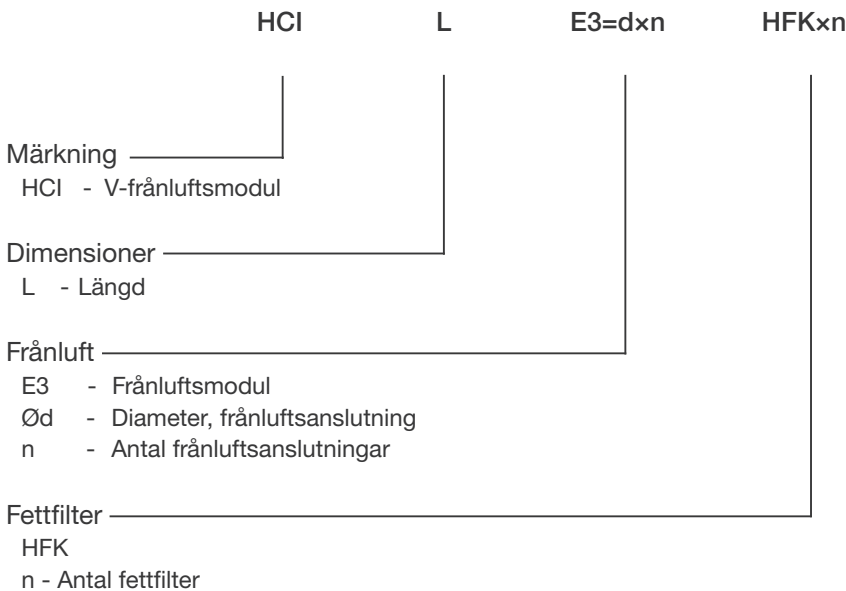 HCI L E3=d×n HFK×n
Märkning
HCI - V-frånluftsmodul
Dimensioner
L - Längd
Frånluft
E3 - Frånluftsmodul
Ød - Diameter, frånluftsanslutning
n - Antal frånluftsanslutningar
Fettfilter
HFK
n - Antal fettfilter